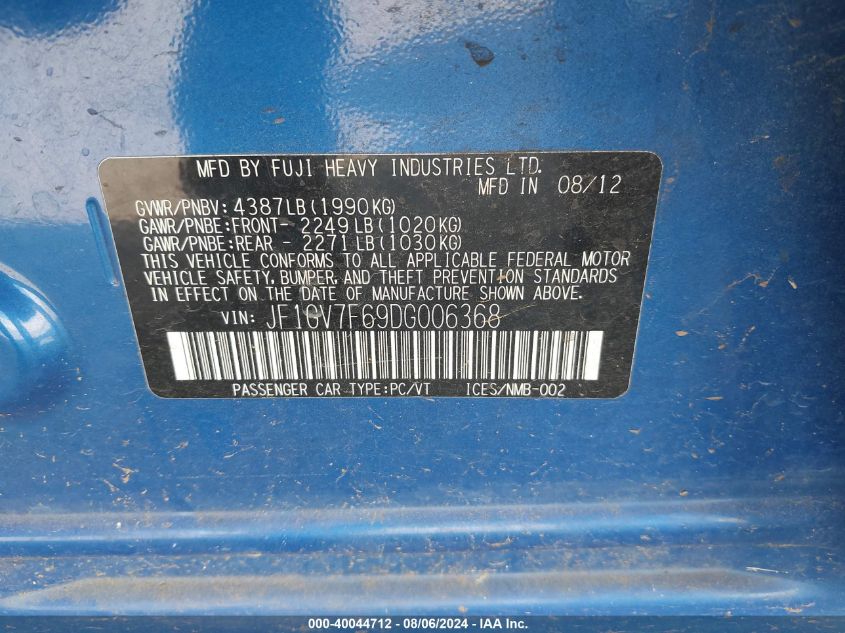 MFD BY FUJI HEAVY INDUSTRIES LTD.
MFD IN 08/12
GVWR/PNBV: 4387LB(1990KG)
GAWR/PNBE:FRONT- 2249LB(1020KG)
GAWR/PNBE:REAR - 2271LB(1030KG)
THIS VEHICLE CONFORMS TO ALL APPLICABLE FEDERAL MOTOR
VEHICLE SAFETY, BUMPER, AND THEFT PREVENTION STANDARDS
IN EFFECT ON THE DATE OF MANUFACTURE SHOWN ABOVE.
VIN: JF1GV7F69DG006368
PASSENGER CAR TYPE:PC/VT ICES/NMB-002
000-40044712 - 08/06/2024 - IAA Inc.